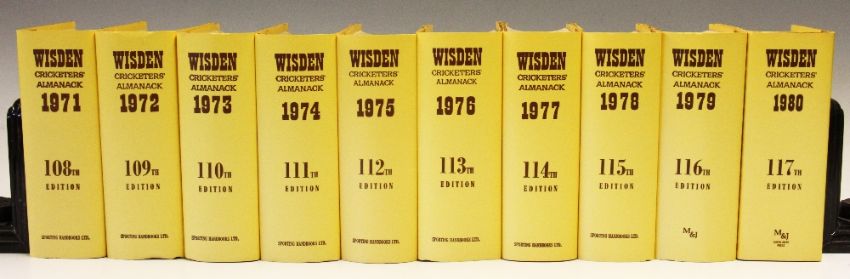 WISDEN
CRICKETERS'
ALMANACK
1971
108TH
EDITION
SPORTING HANDBOOKS LTD.
WISDEN
CRICKETERS'
ALMANACK
1972
109TH
EDITION
SPORTING HANDBOOKS LTD.
WISDEN
CRICKETERS'
ALMANACK
1973
110TH
EDITION
SPORTING HANDBOOKS LTD.
WISDEN
CRICKETERS'
ALMANACK
1974
111TH
EDITION
SPORTING HANDBOOKS LTD.
WISDEN
CRICKETERS'
ALMANACK
1975
112TH
EDITION
SPORTING HANDBOOKS LTD.
WISDEN
CRICKETERS'
ALMANACK
1976
113TH
EDITION
SPORTING HANDBOOKS LTD.
WISDEN
CRICKETERS'
ALMANACK
1977
114TH
EDITION
SPORTING HANDBOOKS LTD.
WISDEN
CRICKETERS'
ALMANACK
1978
115TH
EDITION
SPORTING HANDBOOKS LTD.
WISDEN
CRICKETERS'
ALMANACK
1979
116TH
EDITION
M&J
WISDEN
CRICKETERS'
ALMANACK
1980
117TH
EDITION
M&J